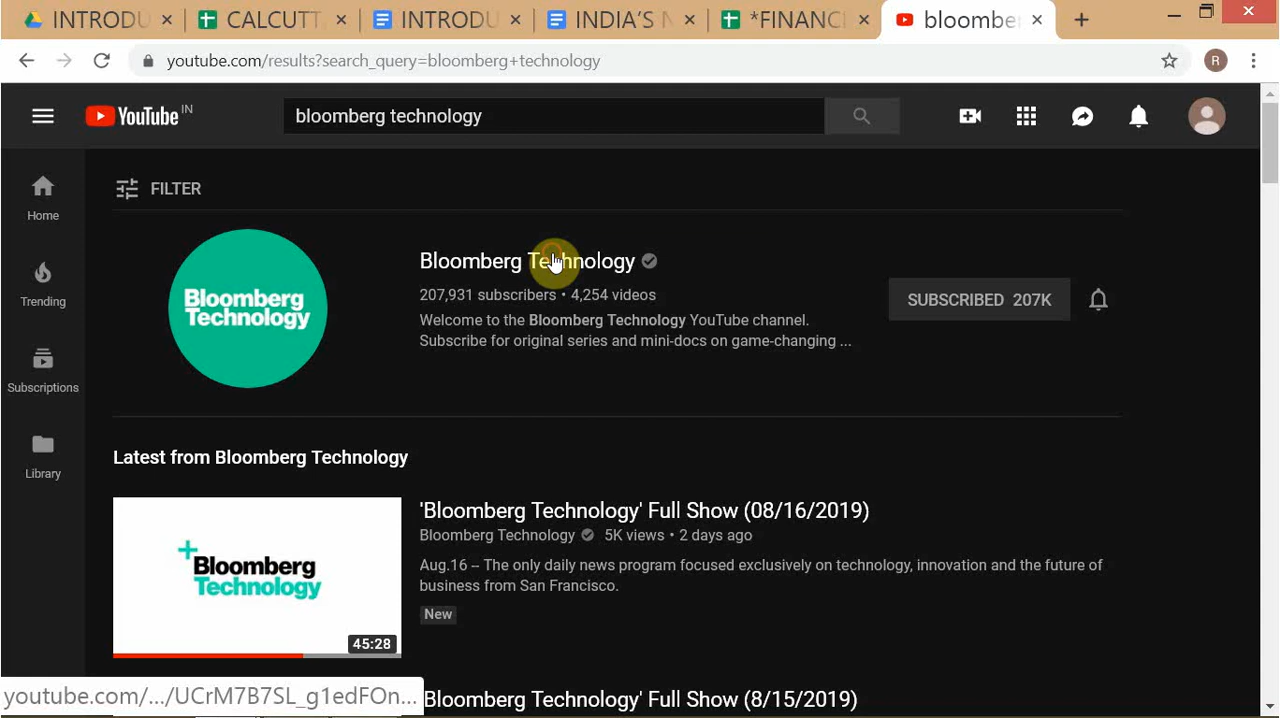 INTRODU
CALCUTT
INTRODU
INDIA'S N
*FINANCI
bloombe
youtube.com/results?search_query=bloomberg+technology
R
YouTube IN
bloomberg technology
Home
Trending
Subscriptions
Library
FILTER
Bloomberg
Technology
Bloomberg Technology
207,931 subscribers • 4,254 videos
Welcome to the Bloomberg Technology YouTube channel.
Subscribe for original series and mini-docs on game-changing ...
SUBSCRIBED 207K
Latest from Bloomberg Technology
+Bloomberg
Technology
45:28
'Bloomberg Technology' Full Show (08/16/2019)
Bloomberg Technology 5K views • 2 days ago
Aug.16 -- The only daily news program focused exclusively on technology, innovation and the future of
business from San Francisco.
New
'Bloomberg Technology' Full Show (8/15/2019)
youtube.com/.../UCrM7B7SL_g1edFOn...